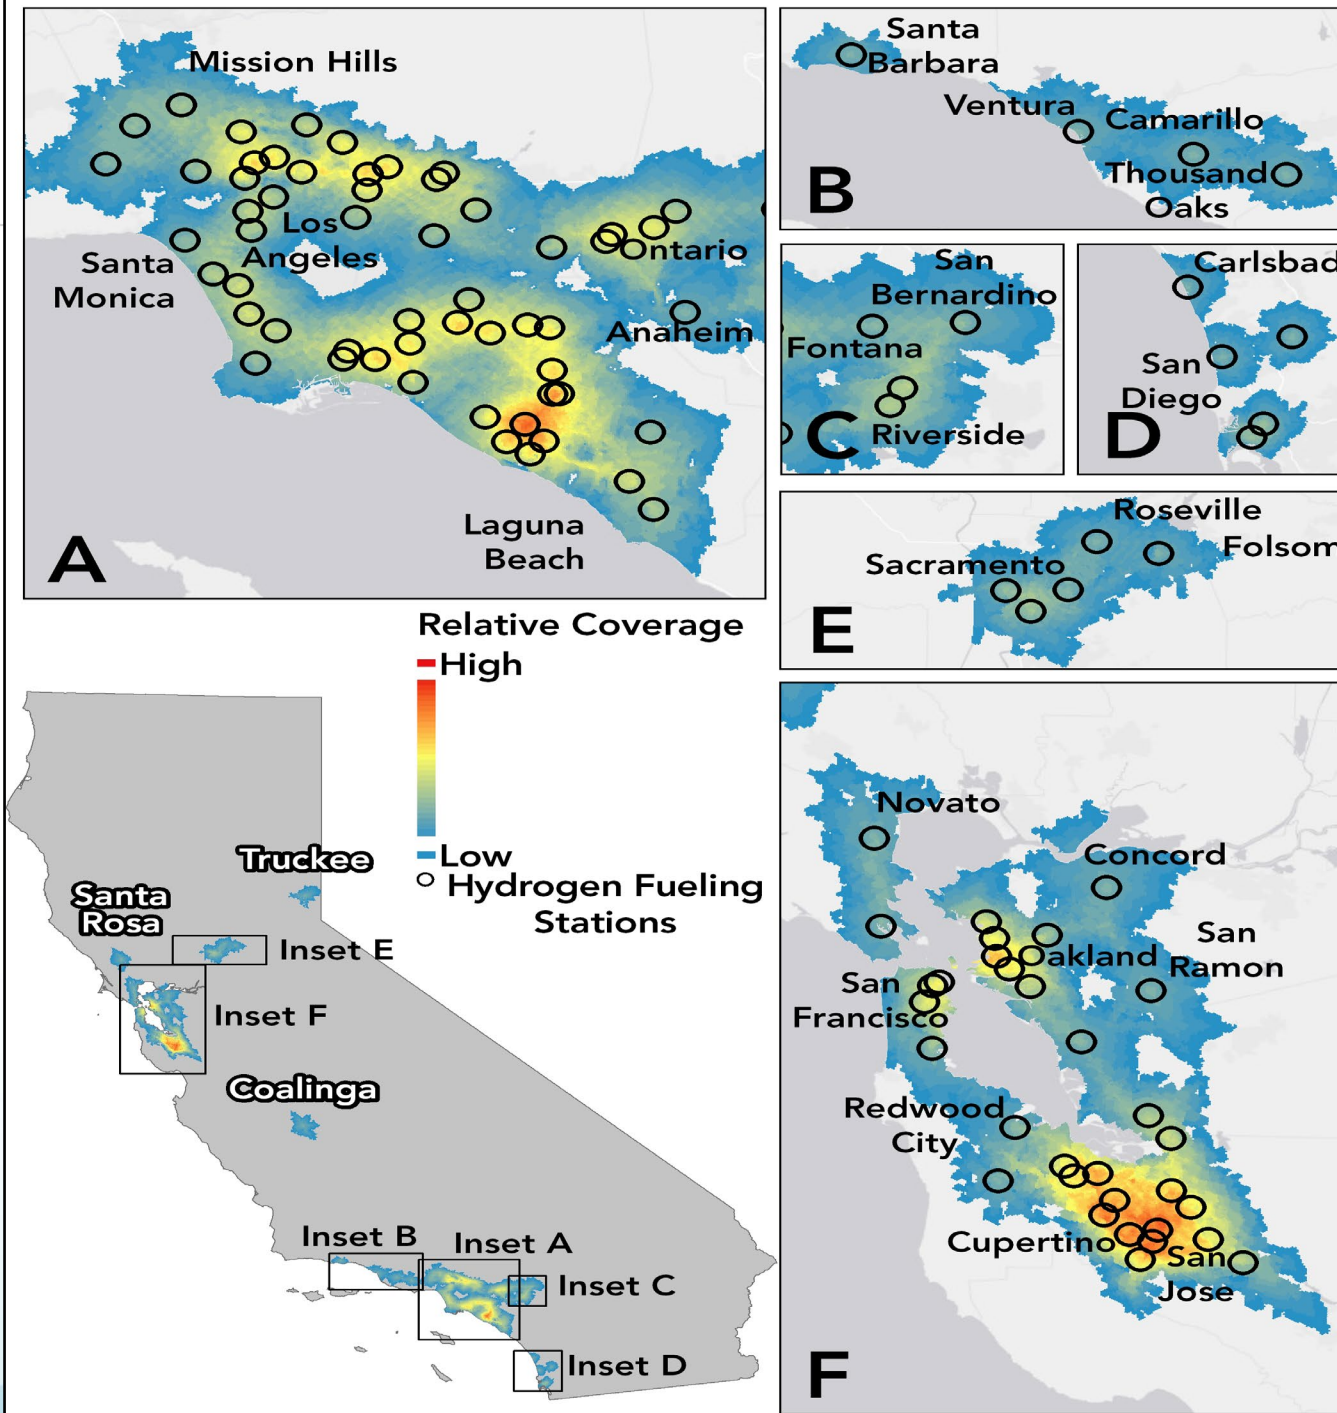 Mission Hills
Los
Angeles
Santa
Monica
Ontario
Anaheim
Laguna
Beach
A
Santa
Barbara
Ventura
Camarillo
Thousand
Oaks
B
San
Bernardino
Fontana
Riverside
C
Carlsbad
San
Diego
D
Roseville
Folsom
Sacramento
E
Relative Coverage
High
Low
Hydrogen Fueling
Stations
Truckee
Santa
Rosa
Inset E
Inset F
Coalinga
Inset B
Inset A
Inset C
Inset D
Novato
Concord
Oakland
San
Ramon
San
Francisco
Redwood
City
Cupertino
San
Jose
F